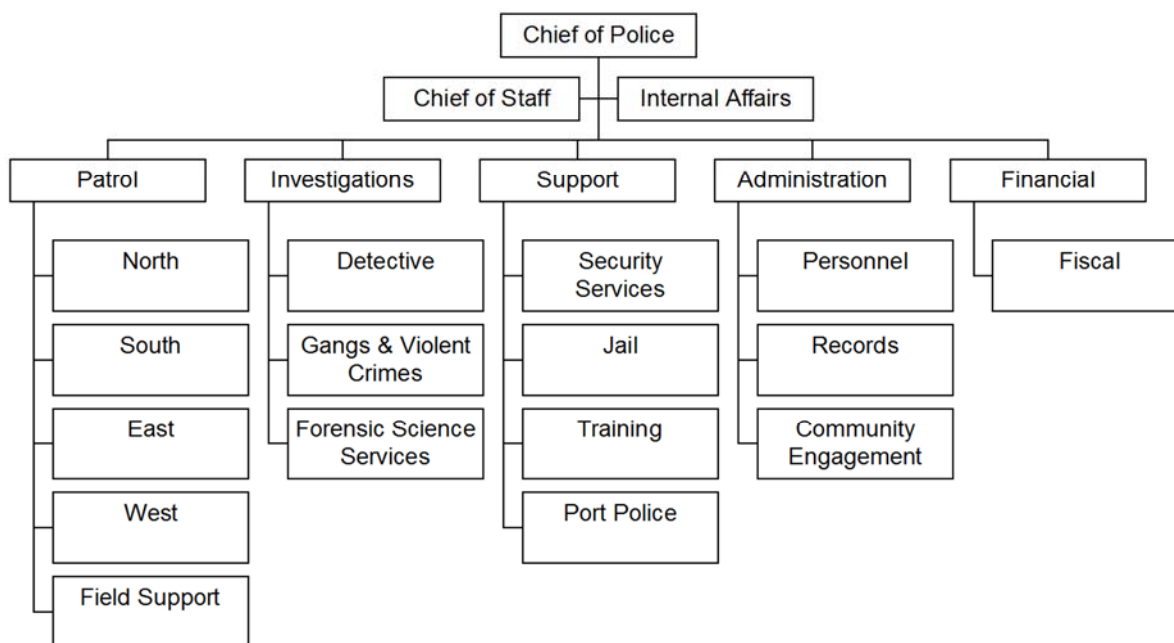 Chief of Police
Chief of Staff
Internal Affairs
Patrol
Investigations
Support
Administration
Financial
North
Detective
Security
Services
Personnel
Fiscal
South
Gangs & Violent
Crimes
Jail
Records
East
Forensic Science
Services
Training
Community
Engagement
West
Port Police
Field Support